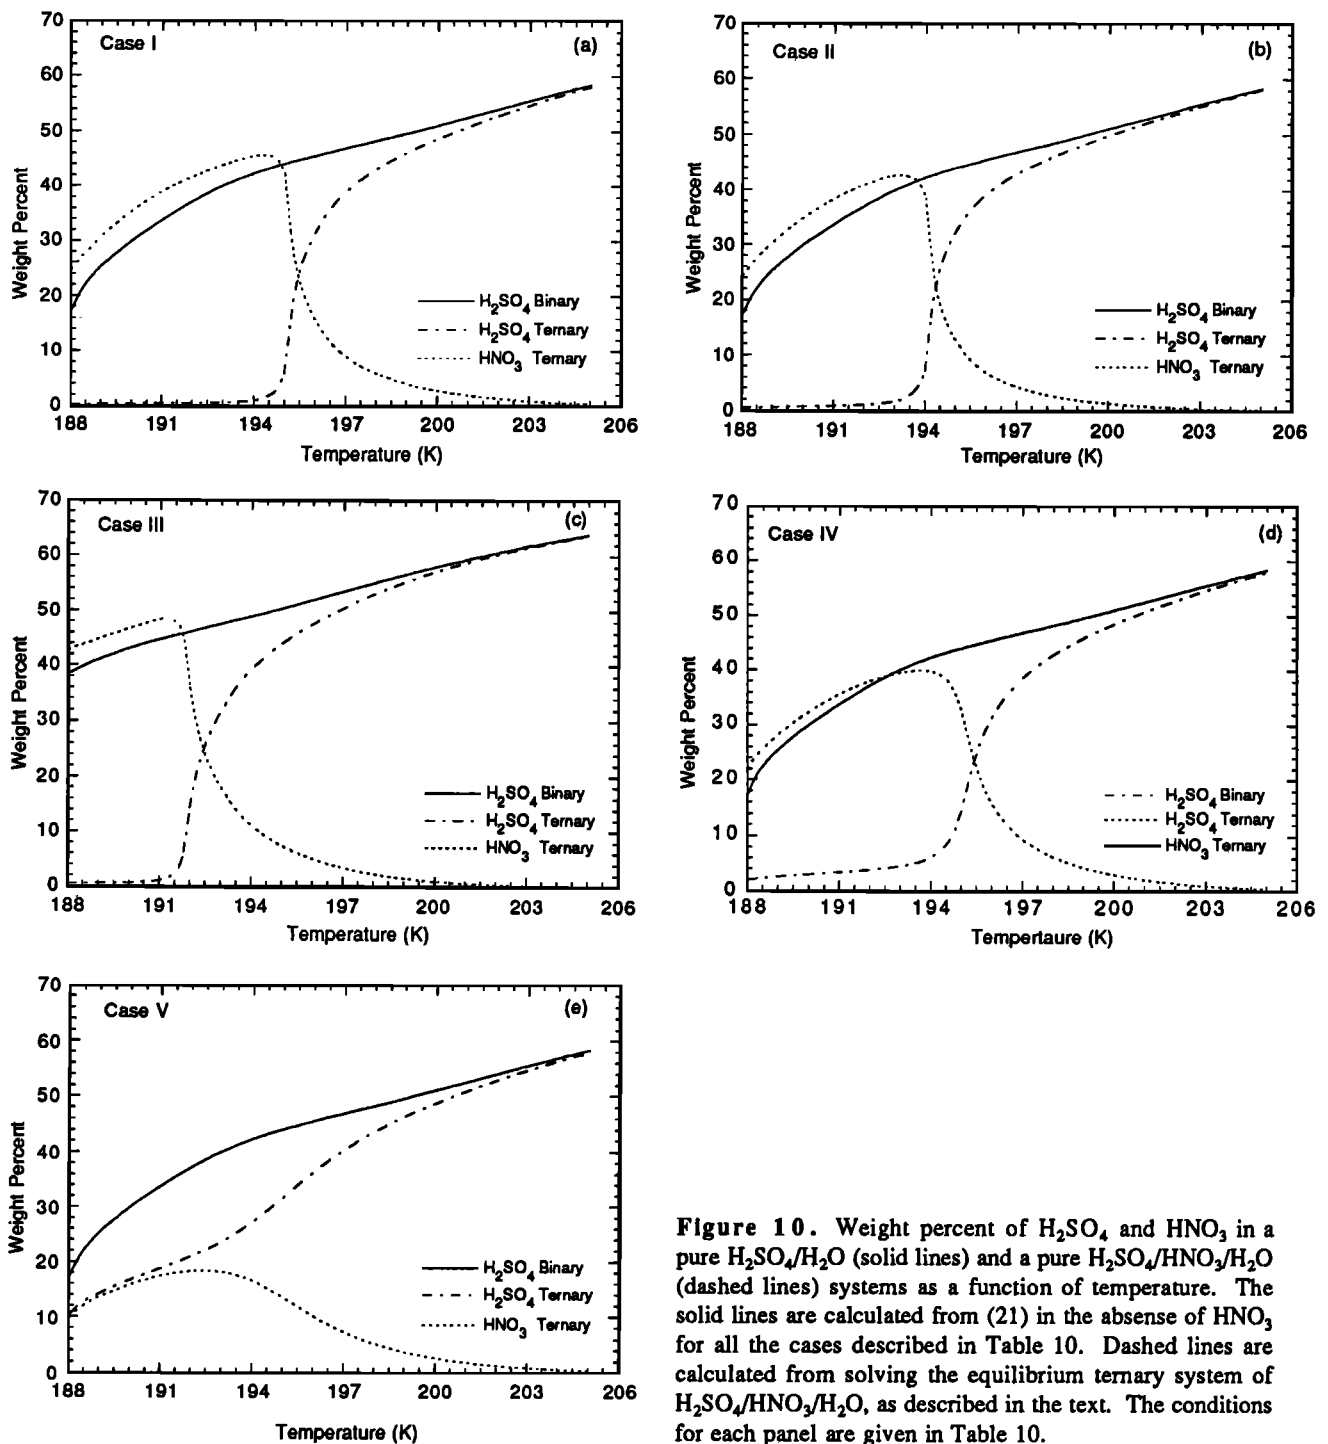 Case I
(a)
70
60
50
40
30
20
10
0
Weight Percent
H2SO4 Binary
H2SO4 Ternary
HNO3 Ternary
188 191 194 197 200 203 206
Temperature (K)
Case II
(b)
70
60
50
40
30
20
10
0
Weight Percent
H2SO4 Binary
H2SO4 Ternary
HNO3 Ternary
188 191 194 197 200 203 206
Temperature (K)
Case III
(c)
70
60
50
40
30
20
10
0
Weight Percent
H2SO4 Binary
H2SO4 Ternary
HNO3 Ternary
188 191 194 197 200 203 206
Temperature (K)
Case IV
(d)
70
60
50
40
30
20
10
0
Weight Percent
H2SO4 Binary
H2SO4 Ternary
HNO3 Ternary
188 191 194 197 200 203 206
Tempertaure (K)
Case V
(e)
70
60
50
40
30
20
10
0
Weight Percent
H2SO4 Binary
H2SO4 Ternary
HNO3 Ternary
188 191 194 197 200 203 206
Temperature (K)
Figure 10. Weight percent of H2SO4 and HNO3 in a
pure H2SO4/H2O (solid lines) and a pure H2SO4/HNO3/H2O
(dashed lines) systems as a function of temperature. The
solid lines are calculated from (21) in the absense of HNO3
for all the cases described in Table 10. Dashed lines are
calculated from solving the equilibrium ternary system of
H2SO4/HNO3/H2O, as described in the text. The conditions
for each panel are given in Table 10.